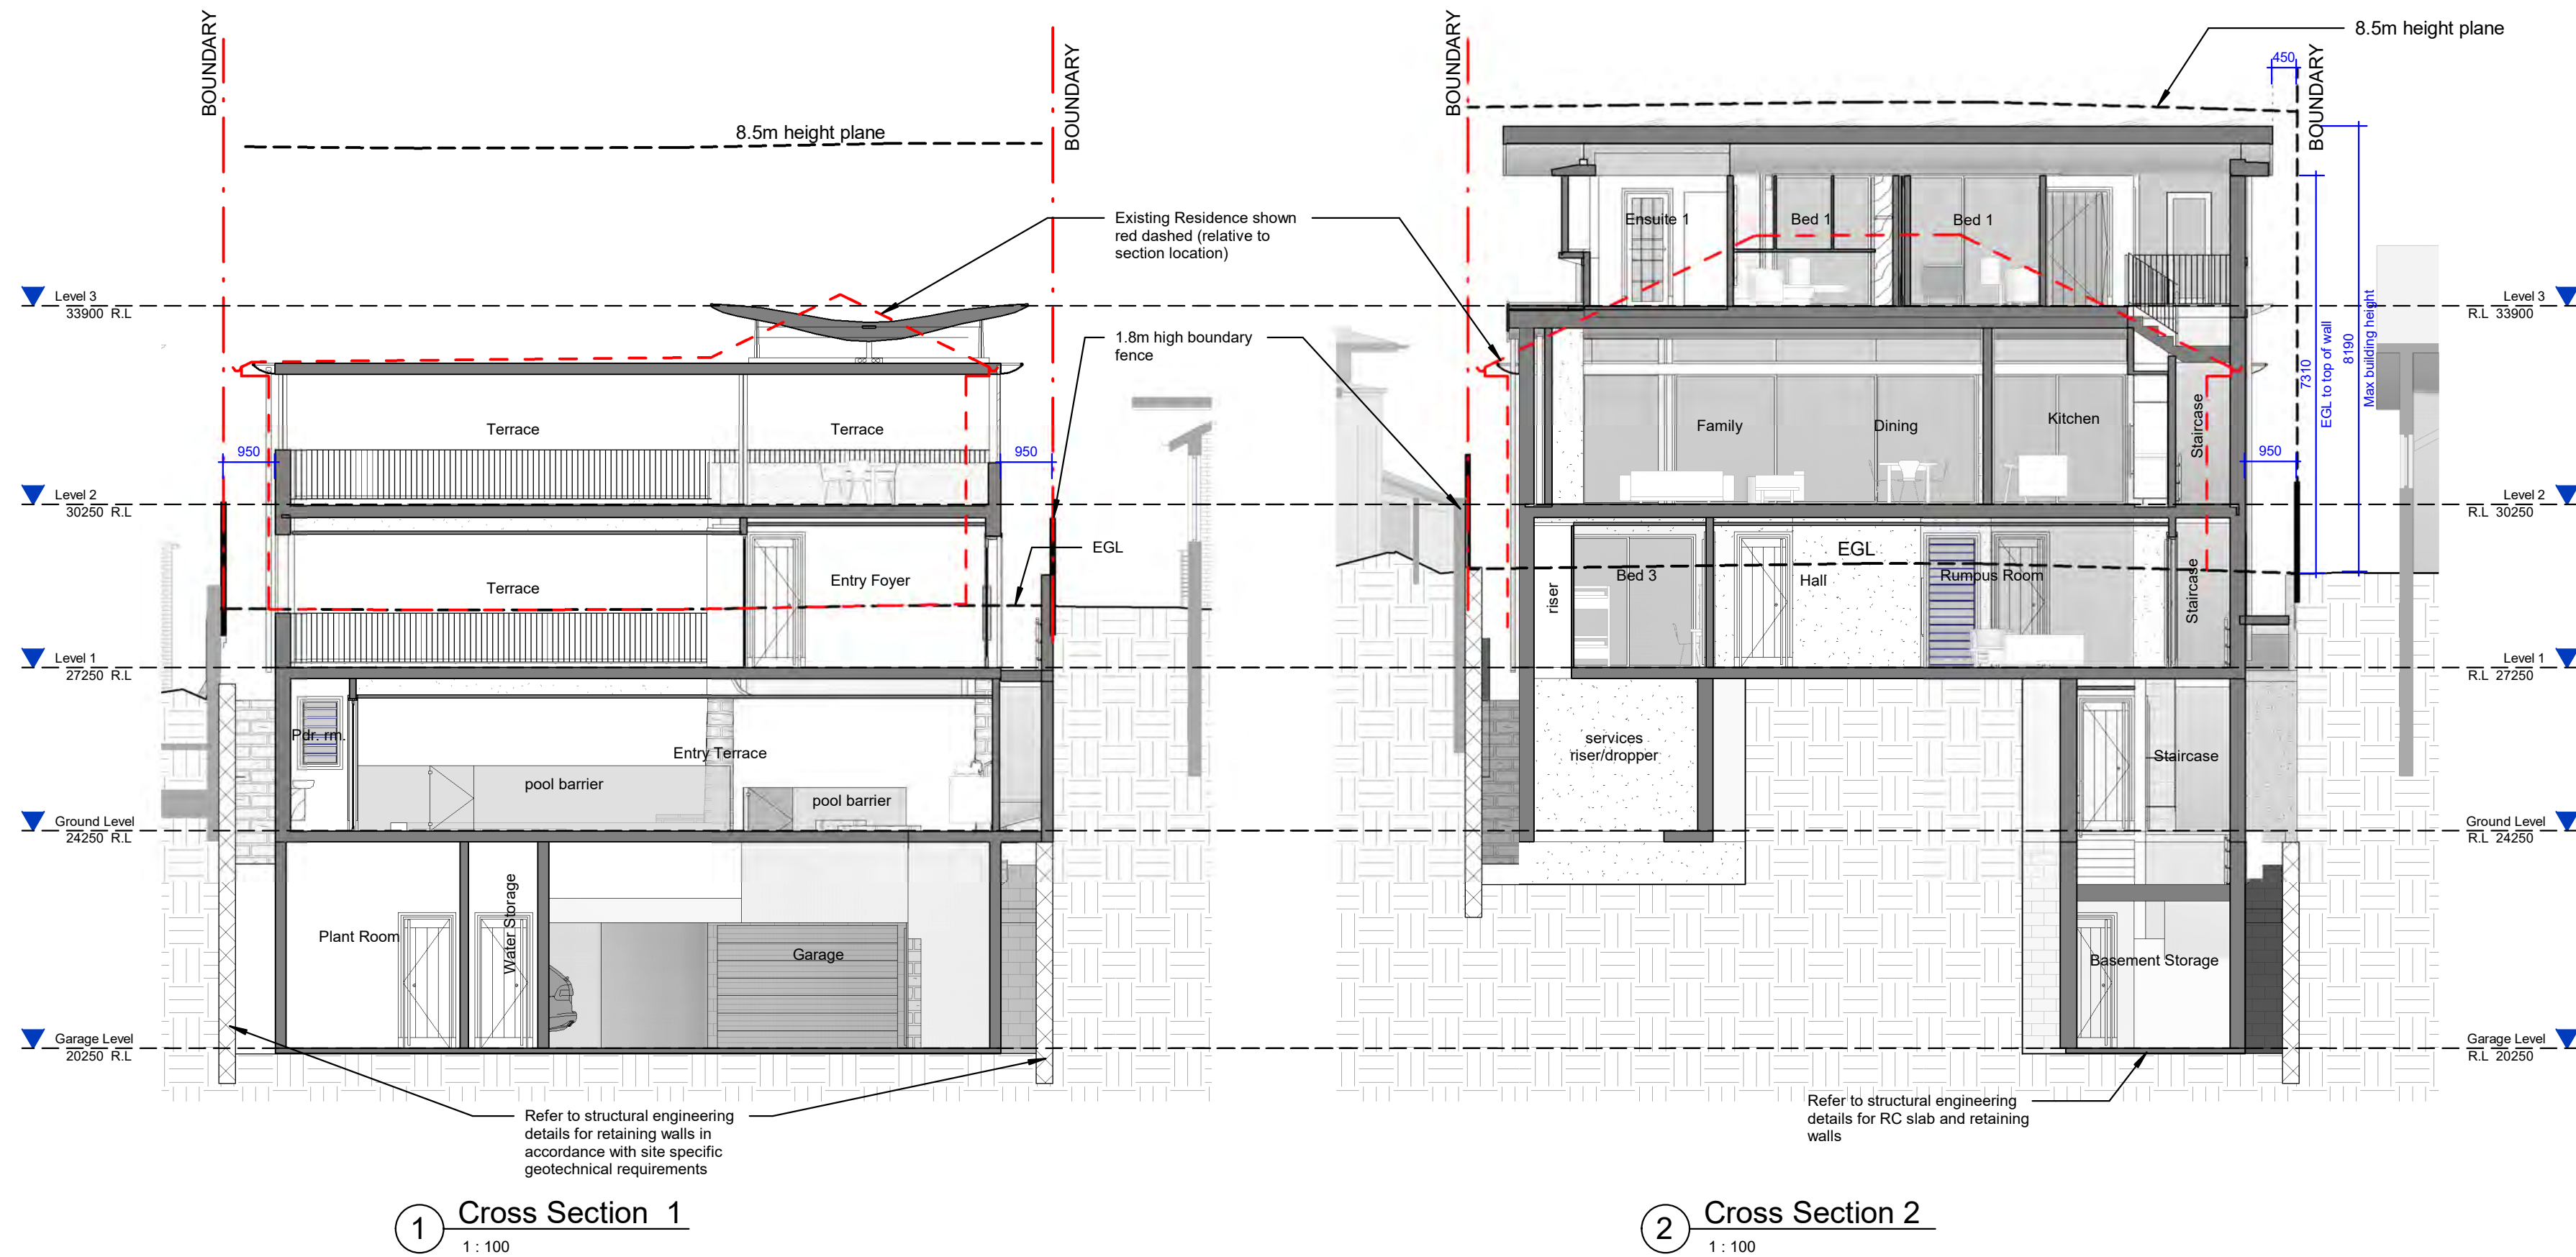 BOUNDARY
BOUNDARY
8.5m height plane
BOUNDARY
BOUNDARY
8.5m height plane
450
Existing Residence shown
red dashed (relative to
section location)
1.8m high boundary
fence
EGL
Level 3
33900 R.L
Level 2
30250 R.L
Level 1
27250 R.L
Ground Level
24250 R.L
Garage Level
20250 R.L
950
950
Terrace
Terrace
Terrace
Entry Foyer
Pdr. rm.
Entry Terrace
pool barrier
pool barrier
Plant Room
Water Storage
Garage
Refer to structural engineering
details for retaining walls in
accordance with site specific
geotechnical requirements
1
Cross Section 1
1 : 100
Ensuite 1
Bed 1
Bed 1
Family
Dining
Kitchen
Staircase
950
7310
EGL to top of wall
8190
Max building height
riser
Bed 3
Hall
EGL
Rumpus Room
Staircase
services
riser/dropper
Staircase
Basement Storage
Level 3
R.L 33900
Level 2
R.L 30250
Level 1
R.L 27250
Ground Level
R.L 24250
Garage Level
R.L 20250
Refer to structural engineering
details for RC slab and retaining
walls
2
Cross Section 2
1 : 100